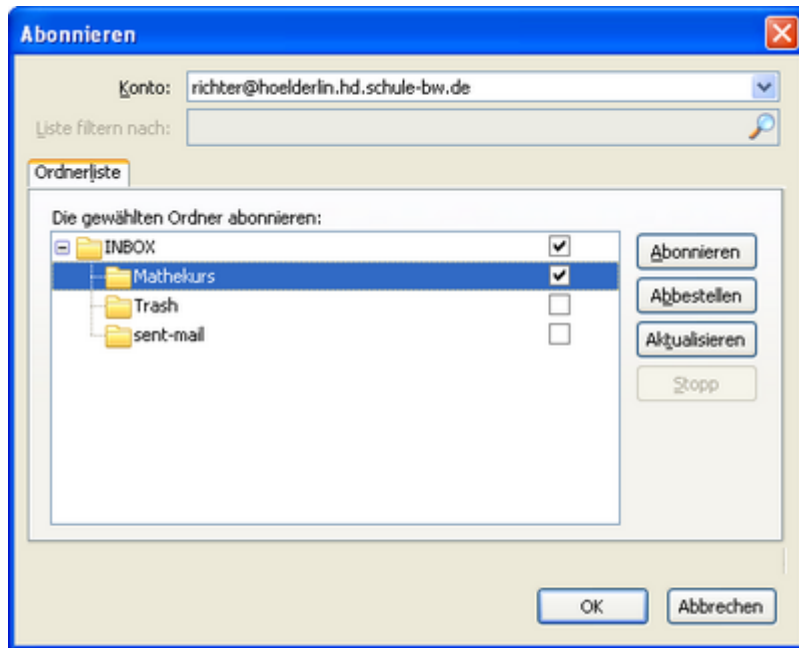 Abonnieren
Konto: richter@hoelderlin.hd.schule-bw.de
Liste filtern nach:
Ordnerliste
Die gewählten Ordner abonnieren:
INBOX
Abonnieren
Mathekurs
Abbestellen
Trash
sent-mail
Aktualisieren
Stopp
OK Abbrechen